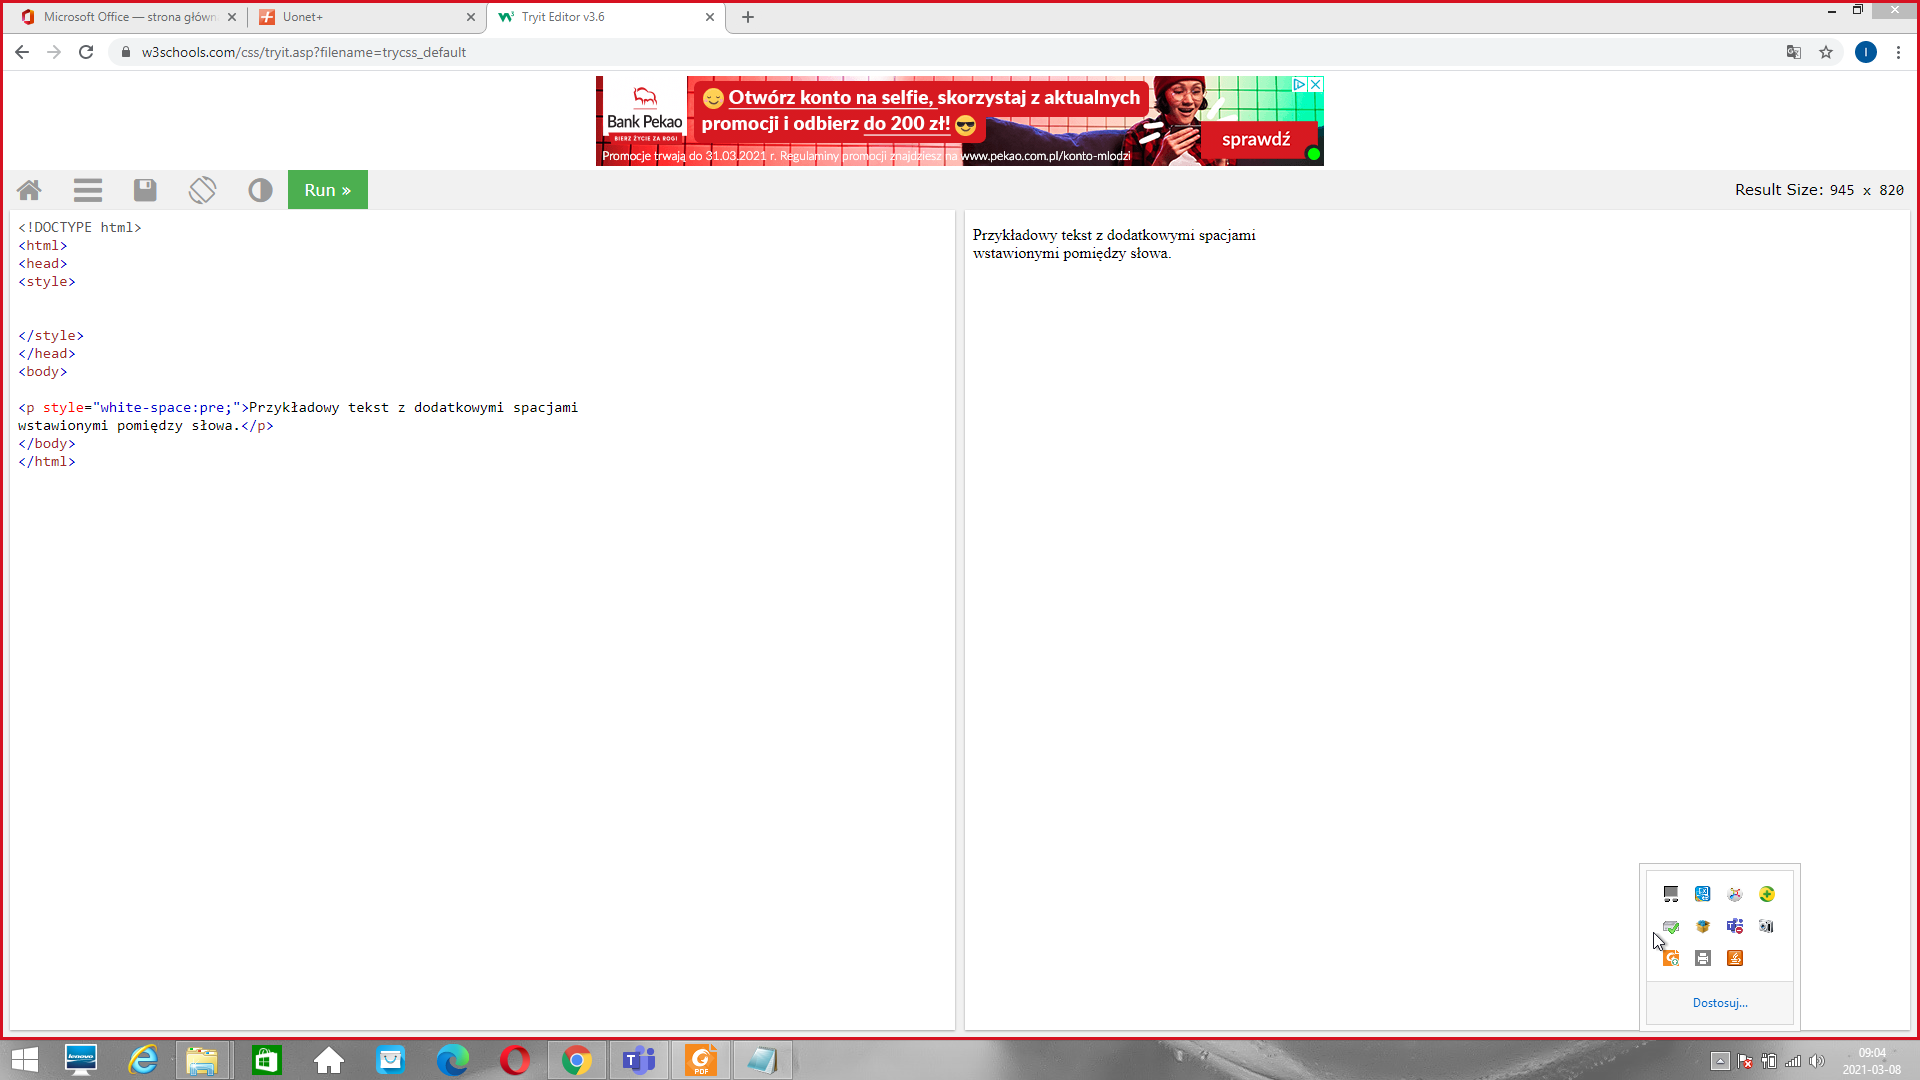 Microsoft Office — strona główn
Uonet+
Tryit Editor v3.6
w3schools.com/css/tryit.asp?filename=trycss_default
I
Bank Pekao
BIERZ ŻYCIE ZA ROGI
Otwórz konto na selfie, skorzystaj z aktualnych
promocji i odbierz do 200 zł!
sprawdź
Promocje trwają do 31.03.2021 r. Regulaminy promocji znajdziesz na www.pekao.com.pl/konto-mlodzi
Run »
Result Size: 945 x 820
<!DOCTYPE html>
<html>
<head>
<style>
</style>
</head>
<body>
<p style="white-space:pre;">Przykładowy tekst z dodatkowymi spacjami
wstawionymi pomiędzy słowa.</p>
</body>
</html>
Przykładowy tekst z dodatkowymi spacjami
wstawionymi pomiędzy słowa.
Dostosuj...
lenovo
PDF
09:04
2021-03-08